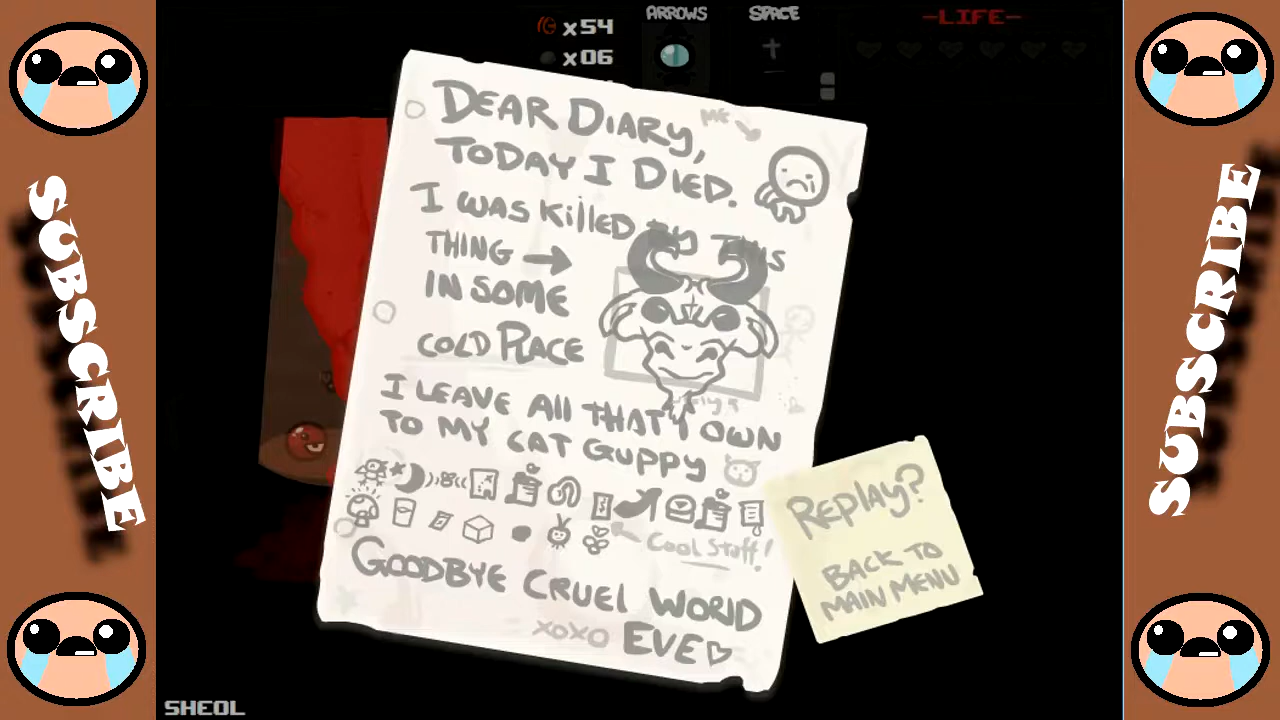 x54
ARROWS
SPACE
-LIFE-
x06
DEAR DIARY,
ME
TODAY I DIED.
I WAS KILLED BY THIS
THING →
IN SOME
COLD PLACE
I LEAVE ALL THAT I OWN
TO MY CAT GUPPY
COOL STUFF!
GOODBYE CRUEL WORLD
XOXO EVE
REPLAY?
BACK TO
MAIN MENU
SHEOL
SUBSCRIBE
SUBSCRIBE